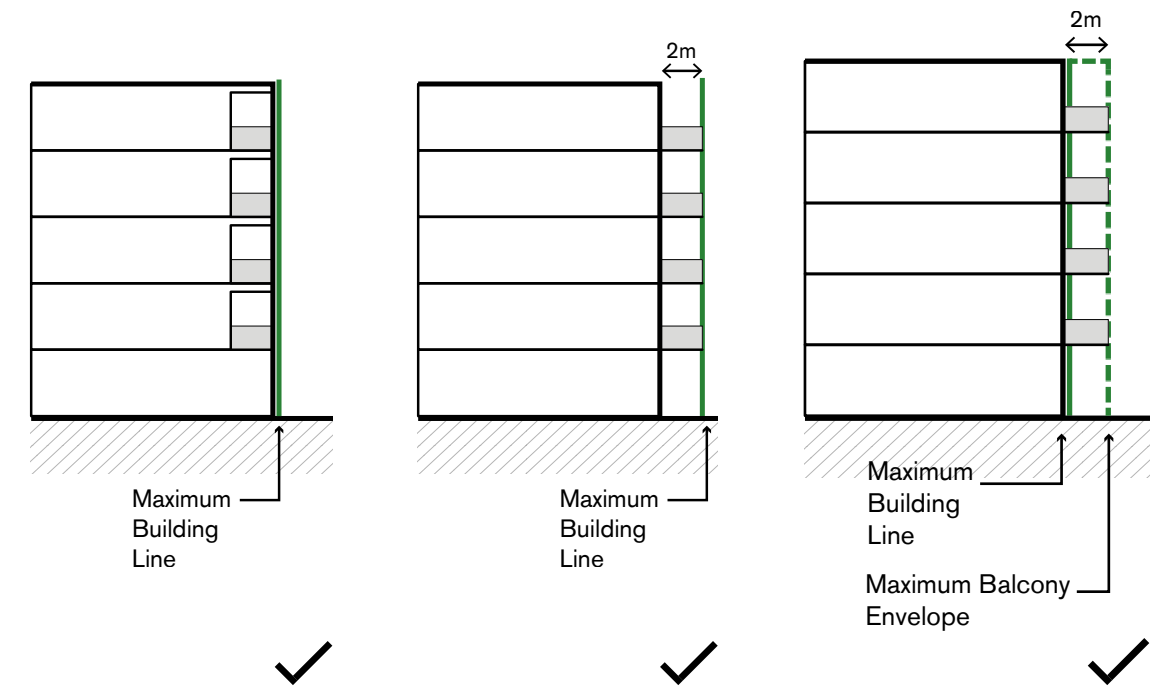 2m
2m
Maximum
Building
Line
Maximum
Building
Line
Maximum
Building
Line
Maximum Balcony
Envelope